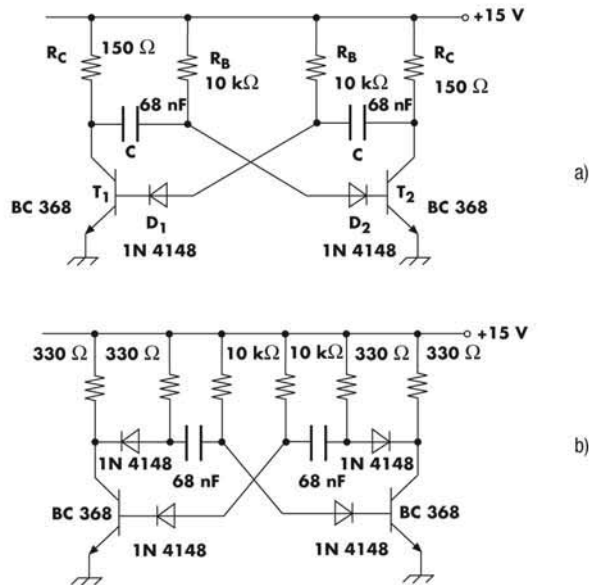 +15 V
R_C 150 Ω R_B R_B R_C
10 kΩ 10 kΩ 150 Ω
68 nF 68 nF
C C
T_1 T_2 a)
BC 368 D_1 D_2 BC 368
1N 4148 1N 4148
+15 V
330 Ω 330 Ω 10 kΩ 10 kΩ 330 Ω 330 Ω
b)
1N 4148 1N 4148
68 nF 68 nF
BC 368 BC 368
1N 4148 1N 4148